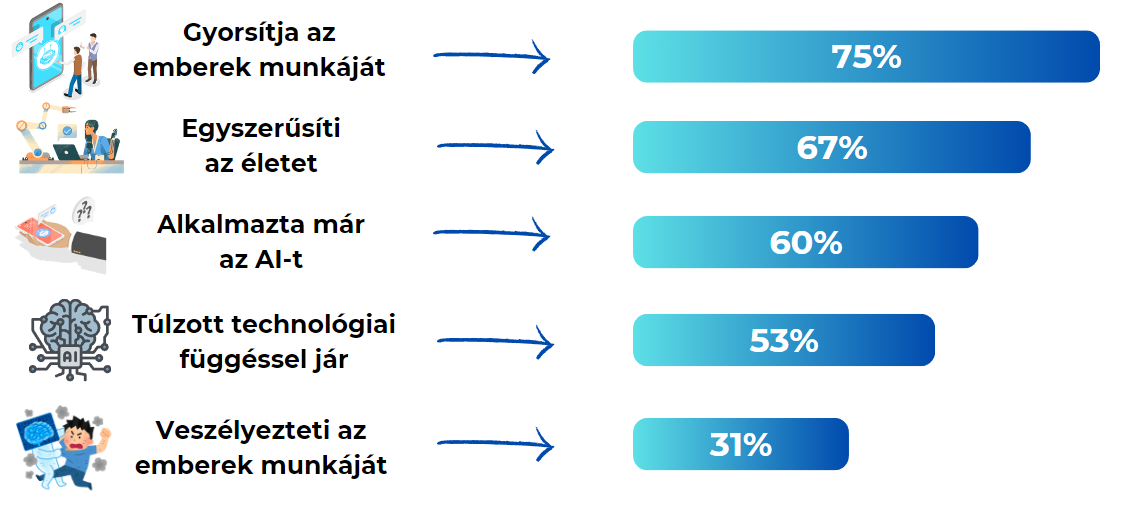 Gyorsítja az
emberek munkáját
75%
Egyszerűsíti
az életet
67%
???
Alkalmazta már
az AI-t
60%
AI
Túlzott technológiai
függéssel jár
53%
Veszélyezteti az
emberek munkáját
31%